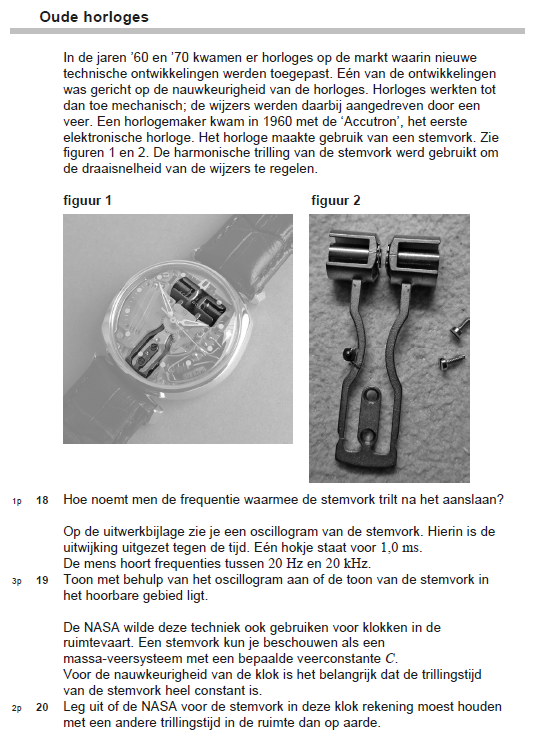 Oude horloges
In de jaren ’60 en ’70 kwamen er horloges op de markt waarin nieuwe
technische ontwikkelingen werden toegepast. Eén van de ontwikkelingen
was gericht op de nauwkeurigheid van de horloges. Horloges werkten tot
dan toe mechanisch; de wijzers werden daarbij aangedreven door een
veer. Een horlogemaker kwam in 1960 met de ‘Accutron’, het eerste
elektronische horloge. Het horloge maakte gebruik van een stemvork. Zie
figuren 1 en 2. De harmonische trilling van de stemvork werd gebruikt om
de draaisnelheid van de wijzers te regelen.
figuur 1 figuur 2
1p 18 Hoe noemt men de frequentie waarmee de stemvork trilt na het aanslaan?
Op de uitwerkbijlage zie je een oscillogram van de stemvork. Hierin is de
uitwijking uitgezet tegen de tijd. Eén hokje staat voor 1,0 ms.
De mens hoort frequenties tussen 20 Hz en 20 kHz.
3p 19 Toon met behulp van het oscillogram aan of de toon van de stemvork in
het hoorbare gebied ligt.
De NASA wilde deze techniek ook gebruiken voor klokken in de
ruimtevaart. Een stemvork kun je beschouwen als een
massa-veersysteem met een bepaalde veerconstante C.
Voor de nauwkeurigheid van de klok is het belangrijk dat de trillingstijd
van de stemvork heel constant is.
2p 20 Leg uit of de NASA voor de stemvork in deze klok rekening moest houden
met een andere trillingstijd in de ruimte dan op aarde.